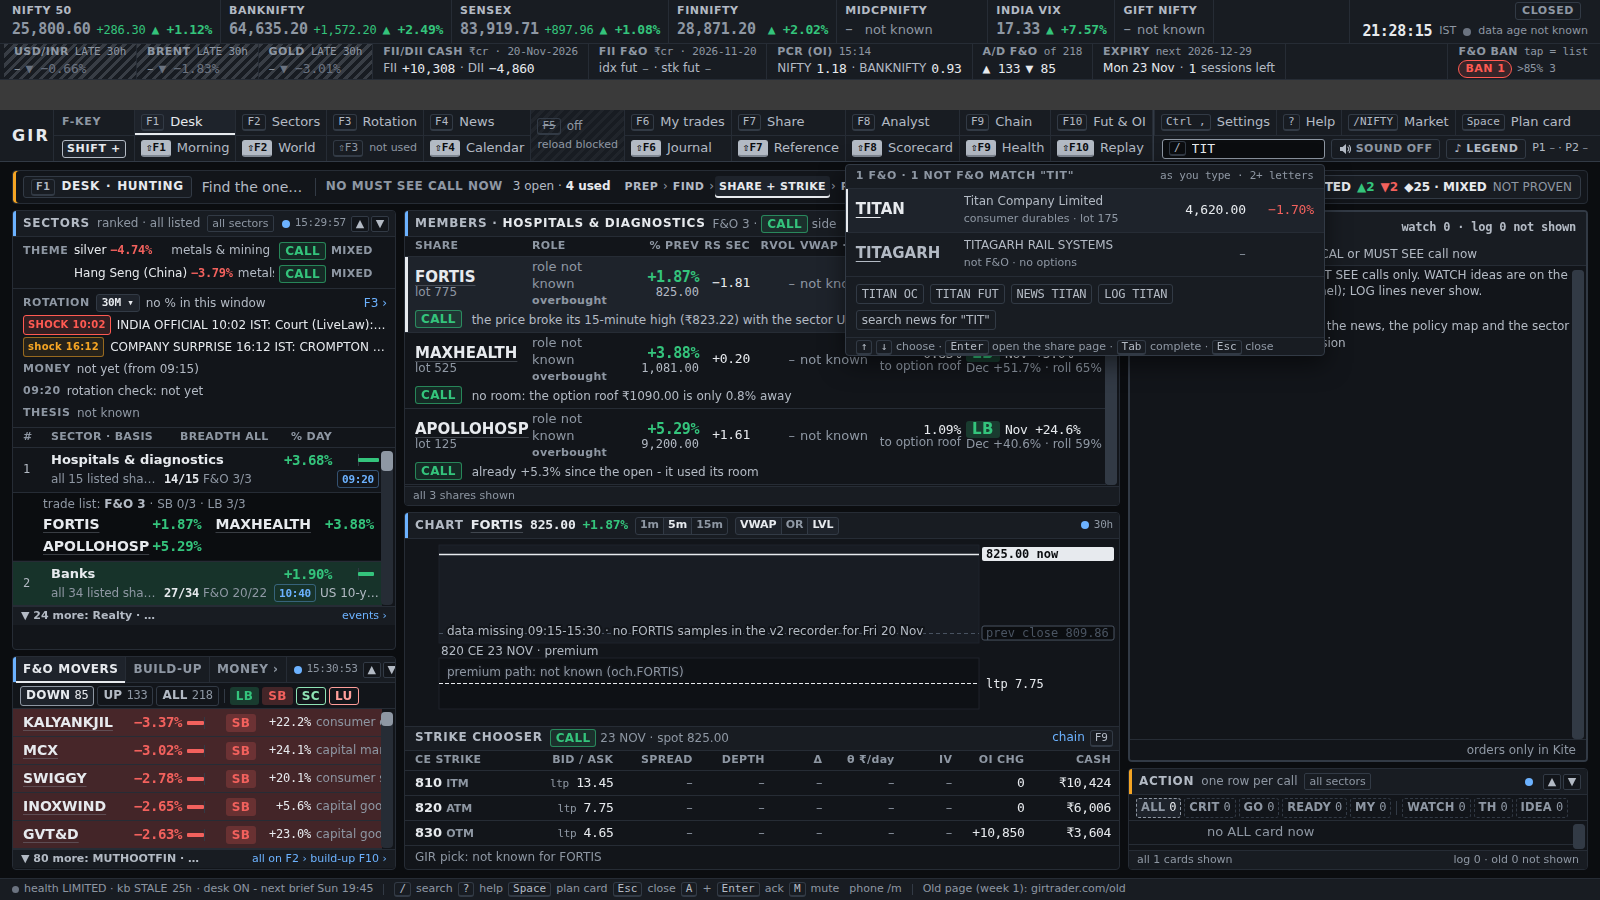 NIFTY 50 BANKNIFTY SENSEX FINNIFTY MIDCPNIFTY INDIA VIX GIFT NIFTY CLOSED
25,800.60 +286.30 ▲ +1.12% 64,635.20 +1,572.20 ▲ +2.49% 83,919.71 +897.96 ▲ +1.08% 28,871.20 ▲ +2.02% – not known 17.33 ▲ +7.57% – not known 21:28:15 IST data age not known
USD/INR LATE 30h BRENT LATE 30h GOLD LATE 30h FII/DII CASH ₹cr · 20-Nov-2026 FII F&O ₹cr · 2026-11-20 PCR (OI) 15:14 A/D F&O of 218 EXPIRY next 2026-12-29 F&O BAN tap = list
– ▼ −0.66% – ▼ −1.83% – ▼ −3.01% FII +10,308 · DII −4,860 idx fut – · stk fut – NIFTY 1.18 · BANKNIFTY 0.93 ▲ 133 ▼ 85 Mon 23 Nov · 1 sessions left BAN 1 >85% 3
GIR F-KEY F1 Desk F2 Sectors F3 Rotation F4 News F5 off F6 My trades F7 Share F8 Analyst F9 Chain F10 Fut & OI Ctrl , Settings ? Help /NIFTY Market Space Plan card
SHIFT + ⇧F1 Morning ⇧F2 World ⇧F3 not used ⇧F4 Calendar reload blocked ⇧F6 Journal ⇧F7 Reference ⇧F8 Scorecard ⇧F9 Health ⇧F10 Replay / TIT SOUND OFF ♪ LEGEND P1 – · P2 –
F1 DESK · HUNTING Find the one... NO MUST SEE CALL NOW 3 open · 4 used PREP › FIND › SHARE + STRIKE › TED ▲2 ▼2 ◆25 · MIXED NOT PROVEN
1 F&O · 1 NOT F&O MATCH "TIT" as you type · 2+ letters
TITAN Titan Company Limited 4,620.00 −1.70%
consumer durables · lot 175
TITAGARH TITAGARH RAIL SYSTEMS –
not F&O · no options
TITAN OC TITAN FUT NEWS TITAN LOG TITAN
search news for "TIT"
↑ ↓ choose · Enter open the share page · Tab complete · Esc close
SECTORS ranked · all listed all sectors 15:29:57 ▲ ▼
THEME silver −4.74% metals & mining CALL MIXED
Hang Seng (China) −3.79% metals CALL MIXED
ROTATION 30M ▾ no % in this window F3 ›
SHOCK 10:02 INDIA OFFICIAL 10:02 IST: Court (LiveLaw):...
shock 16:12 COMPANY SURPRISE 16:12 IST: CROMPTON ...
MONEY not yet (from 09:15)
09:20 rotation check: not yet
THESIS not known
# SECTOR · BASIS BREADTH ALL % DAY
1 Hospitals & diagnostics +3.68%
all 15 listed sha... 14/15 F&O 3/3 09:20
trade list: F&O 3 · SB 0/3 · LB 3/3
FORTIS +1.87% MAXHEALTH +3.88%
APOLLOHOSP +5.29%
2 Banks +1.90%
all 34 listed sha... 27/34 F&O 20/22 10:40 US 10-y...
▼ 24 more: Realty · ... events ›
F&O MOVERS BUILD-UP MONEY › 15:30:53 ▲ ▼
DOWN 85 UP 133 ALL 218 LB SB SC LU
KALYANKJIL −3.37% SB +22.2% consumer
MCX −3.02% SB +24.1% capital mar
SWIGGY −2.78% SB +20.1% consumer s
INOXWIND −2.65% SB +5.6% capital goo
GVT&D −2.63% SB +23.0% capital goo
▼ 80 more: MUTHOOTFIN · ... all on F2 › build-up F10 ›
MEMBERS · HOSPITALS & DIAGNOSTICS F&O 3 · CALL side
SHARE ROLE % PREV RS SEC RVOL VWAP ·
FORTIS role not known +1.87% −1.81 – not kno
lot 775 overbought 825.00
CALL the price broke its 15-minute high (₹823.22) with the sector U
MAXHEALTH role not known +3.88% +0.20 – not known
lot 525 overbought 1,081.00 to option roof Dec +51.7% · roll 65%
CALL no room: the option roof ₹1090.00 is only 0.8% away
APOLLOHOSP role not known +5.29% +1.61 – not known 1.09% LB Nov +24.6%
lot 125 overbought 9,200.00 to option roof Dec +40.6% · roll 59%
CALL already +5.3% since the open - it used its room
all 3 shares shown
CHART FORTIS 825.00 +1.87% 1m 5m 15m VWAP OR LVL 30h
825.00 now
data missing 09:15-15:30 · no FORTIS samples in the v2 recorder for Fri 20 Nov prev close 809.86
820 CE 23 NOV · premium
premium path: not known (och.FORTIS)
ltp 7.75
STRIKE CHOOSER CALL 23 NOV · spot 825.00 chain F9
CE STRIKE BID / ASK SPREAD DEPTH Δ θ ₹/day IV OI CHG CASH
810 ITM ltp 13.45 – – – – – 0 ₹10,424
820 ATM ltp 7.75 – – – – – 0 ₹6,006
830 OTM ltp 4.65 – – – – – +10,850 ₹3,604
GIR pick: not known for FORTIS
watch 0 · log 0 not shown
CAL or MUST SEE call now
T SEE calls only. WATCH ideas are on the
el); LOG lines never show.
the news, the policy map and the sector
orders only in Kite
ACTION one row per call all sectors ▲ ▼
ALL 0 CRIT 0 GO 0 READY 0 MY 0 WATCH 0 TH 0 IDEA 0
no ALL card now
all 1 cards shown log 0 · old 0 not shown
health LIMITED · kb STALE 25h · desk ON - next brief Sun 19:45 / search ? help Space plan card Esc close A + Enter ack M mute phone /m Old page (week 1): girtrader.com/old